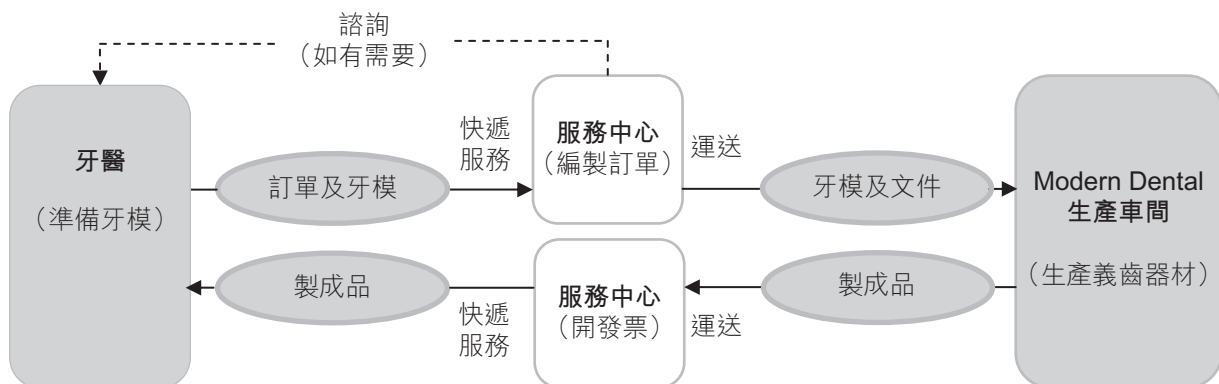 諮詢
（如有需要）
牙醫
（準備牙模）
訂單及牙模
快遞
服務
服務中心
（編製訂單）
運送
牙模及文件
Modern Dental
生產車間
（生產義齒器材）
製成品
快遞
服務
服務中心
（開發票）
運送
製成品